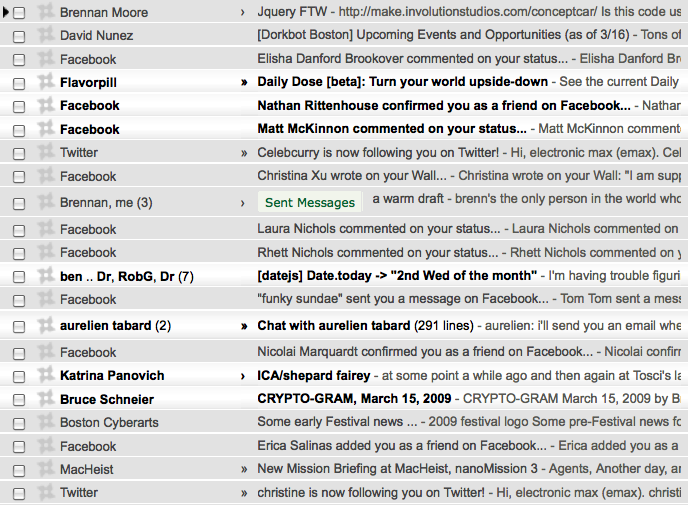 Brennan Moore › Jquery FTW - http://make.involutionstudios.com/conceptcar/ Is this code us
David Nunez [Dorkbot Boston] Upcoming Events and Opportunities (as of 3/16) - Tons of
Facebook Elisha Danford Brookover commented on your status... - Elisha Danford Br
Flavorpill » Daily Dose [beta]: Turn your world upside-down - See the current Daily
Facebook Nathan Rittenhouse confirmed you as a friend on Facebook... - Nathan
Facebook Matt McKinnon commented on your status... - Matt McKinnon comment
Twitter » Celebcurry is now following you on Twitter! - Hi, electronic max (emax). Cel
Facebook Christina Xu wrote on your Wall... - Christina wrote on your Wall: "I am supp
Brennan, me (3) › Sent Messages a warm draft - brenn's the only person in the world who
Facebook Laura Nichols commented on your status... - Laura Nichols commented on
Facebook Rhett Nichols commented on your status... - Rhett Nichols commented on y
ben .. Dr, RobG, Dr (7) [datejs] Date.today -> "2nd Wed of the month" - I'm having trouble figuri
Facebook "funky sundae" sent you a message on Facebook... - Tom Tom sent a mess
aurelien tabard (2) » Chat with aurelien tabard (291 lines) - aurelien: i'll send you an email whe
Facebook Nicolai Marquardt confirmed you as a friend on Facebook... - Nicolai confirr
Katrina Panovich › ICA/shepard fairey - at some point a while ago and then again at Tosci's la
Bruce Schneier CRYPTO-GRAM, March 15, 2009 - CRYPTO-GRAM March 15, 2009 by B
Boston Cyberarts Some early Festival news ... - 2009 festival logo Some pre-Festival news fo
Facebook Erica Salinas added you as a friend on Facebook... - Erica added you as a
MacHeist » New Mission Briefing at MacHeist, nanoMission 3 - Agents, Another day, an
Twitter » christine is now following you on Twitter! - Hi, electronic max (emax). christi